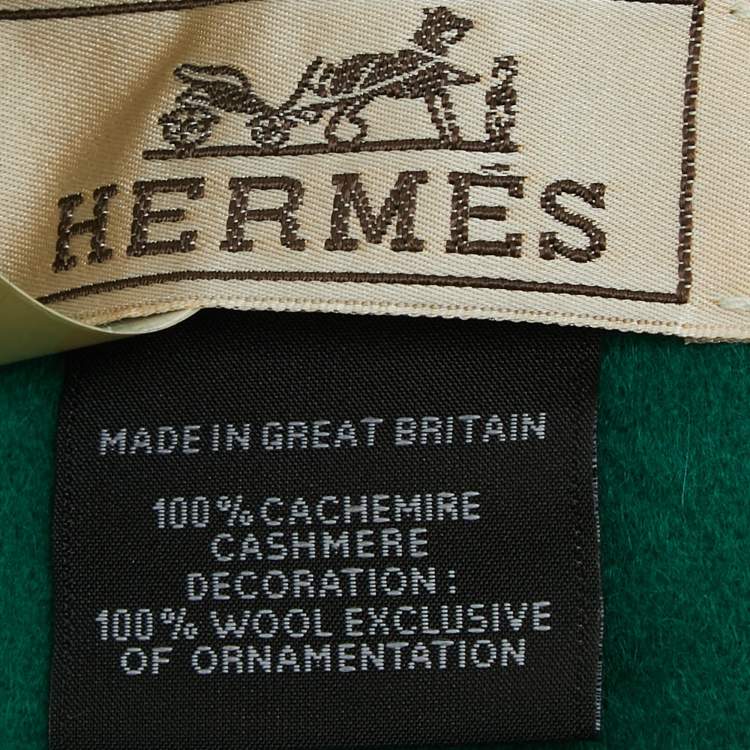 HERMÈS
MADE IN GREAT BRITAIN
100% CACHEMIRE
CASHMERE
DECORATION :
100% WOOL EXCLUSIVE
OF ORNAMENTATION